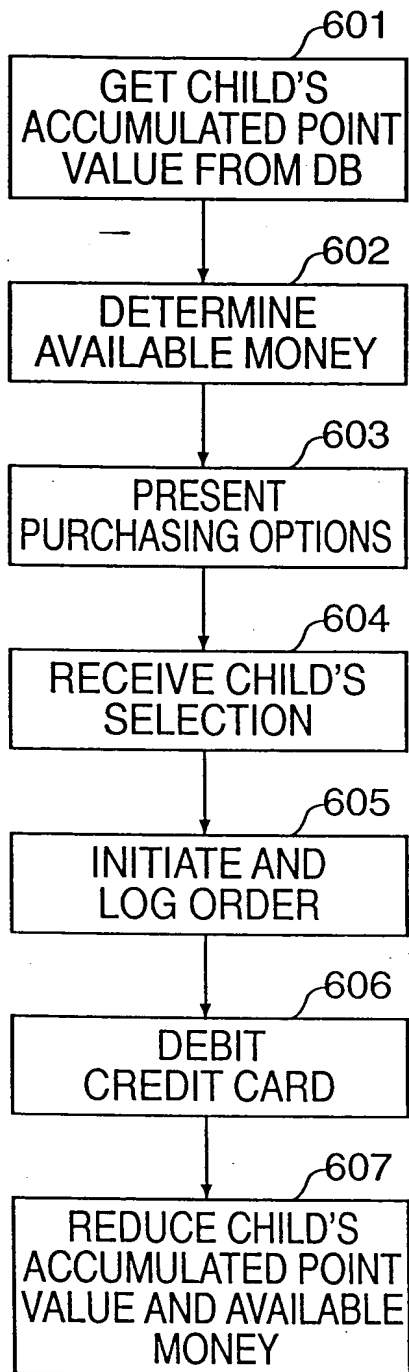 601
GET CHILD'S
ACCUMULATED POINT
VALUE FROM DB
602
DETERMINE
AVAILABLE MONEY
603
PRESENT
PURCHASING OPTIONS
604
RECEIVE CHILD'S
SELECTION
605
INITIATE AND
LOG ORDER
606
DEBIT
CREDIT CARD
607
REDUCE CHILD'S
ACCUMULATED POINT
VALUE AND AVAILABLE
MONEY